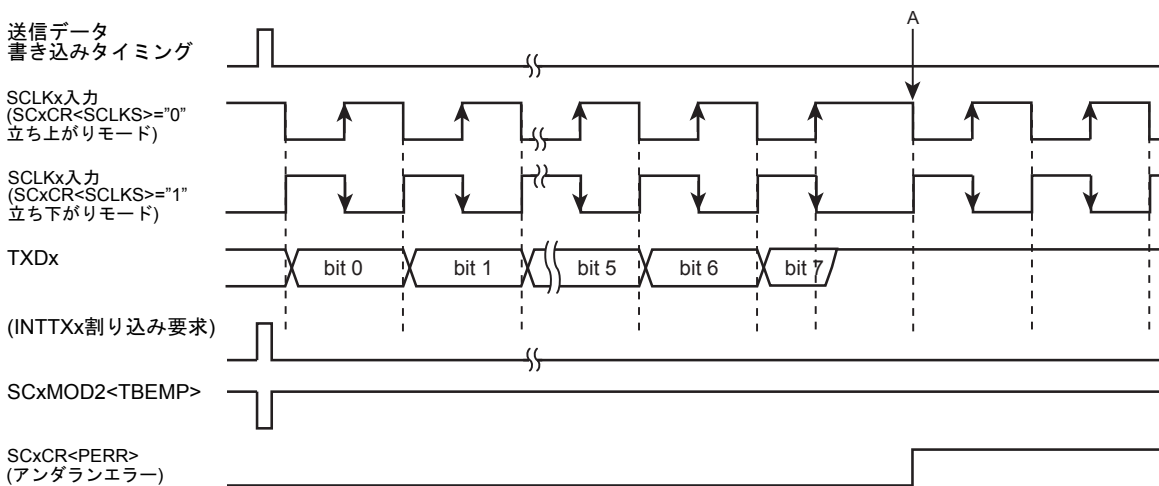 A
送信データ
書き込みタイミング
SCLKx入力
(SCxCR<SCLKS>="0"
立ち上がりモード)
SCLKx入力
(SCxCR<SCLKS>="1"
立ち下がりモード)
TXDx
bit 0
bit 1
bit 5
bit 6
bit 7
(INTTXx割り込み要求)
SCxMOD2<TBEMP>
SCxCR<PERR>
(アンダランエラー)